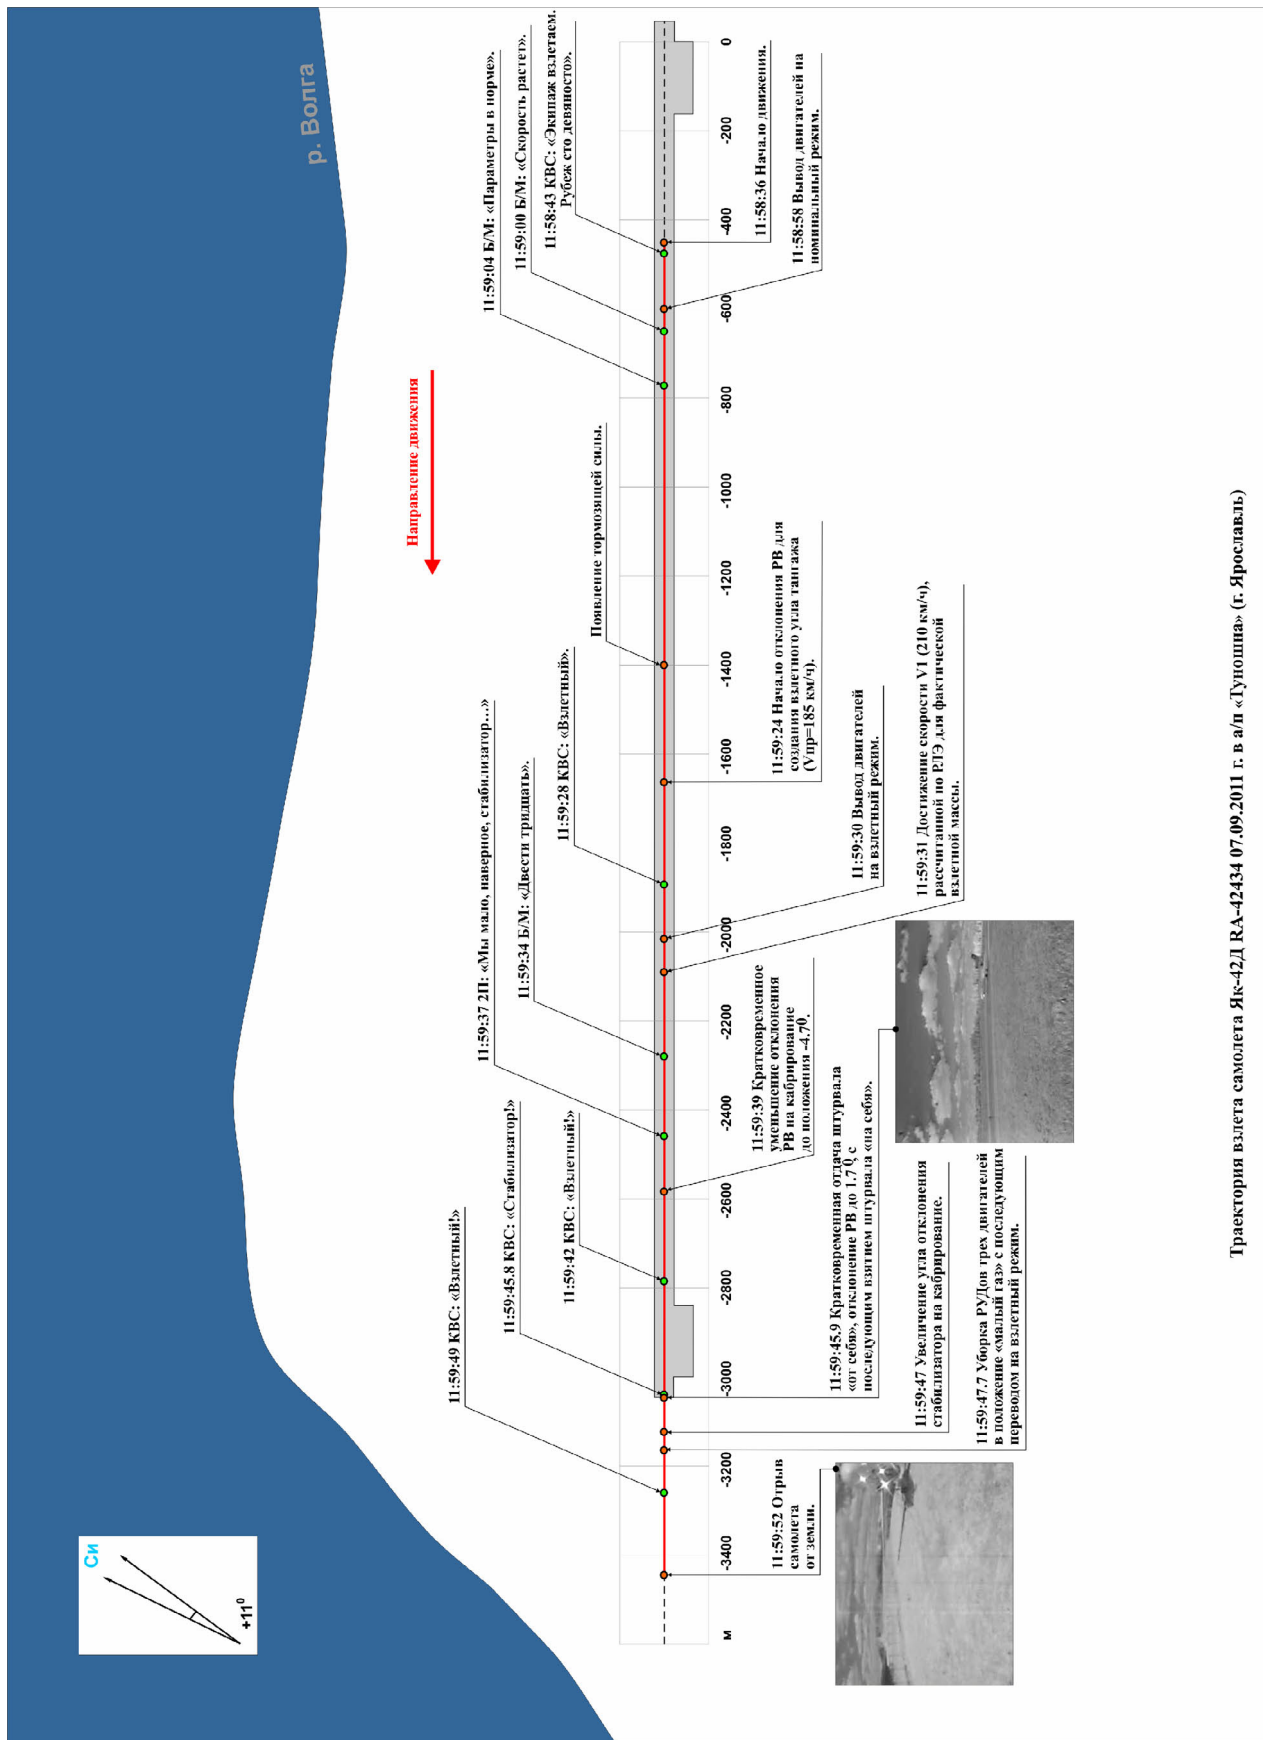 р. Волга
Си
+11⁰
Направление движения
11:59:49 КВС: «Взлетный!»
11:59:45.8 КВС: «Стабилизатор!»
11:59:42 КВС: «Взлетный!»
11:59:37 2П: «Мы мало, наверное, стабилизатор…»
11:59:34 Б/М: «Двести тридцать».
11:59:28 КВС: «Взлетный».
Появление тормозящей силы.
11:59:04 Б/М: «Параметры в норме».
11:59:00 Б/М: «Скорость растет».
11:58:43 КВС: «Экипаж взлетаем.
Рубеж сто девяносто».
м
-3400
-3200
-3000
-2800
-2600
-2400
-2200
-2000
-1800
-1600
-1400
-1200
-1000
-800
-600
-400
-200
0
11:59:52 Отрыв
самолета
от земли.
11:59:47.7 Уборка РУДов трех двигателей
в положение «малый газ» с последующим
переводом на взлетный режим.
11:59:47 Увеличение угла отклонения
стабилизатора на кабрирование.
11:59:45.9 Кратковременная отдача штурвала
«от себя», отклонение РВ до 1.7⁰, с
последующим взятием штурвала «на себя».
11:59:39 Кратковременное
уменьшение отклонения
РВ на кабрирование
до положения -4.7⁰.
11:59:31 Достижение скорости V1 (210 км/ч),
рассчитанной по РЛЭ для фактической
взлетной массы.
11:59:30 Вывод двигателей
на взлетный режим.
11:59:24 Начало отклонения РВ для
создания взлетного угла тангажа
(Vпр=185 км/ч).
11:58:58 Вывод двигателей на
номинальный режим.
11:58:36 Начало движения.
Траектория взлета самолета Як-42Д RA-42434 07.09.2011 г. в а/п «Туношна» (г. Ярославль)